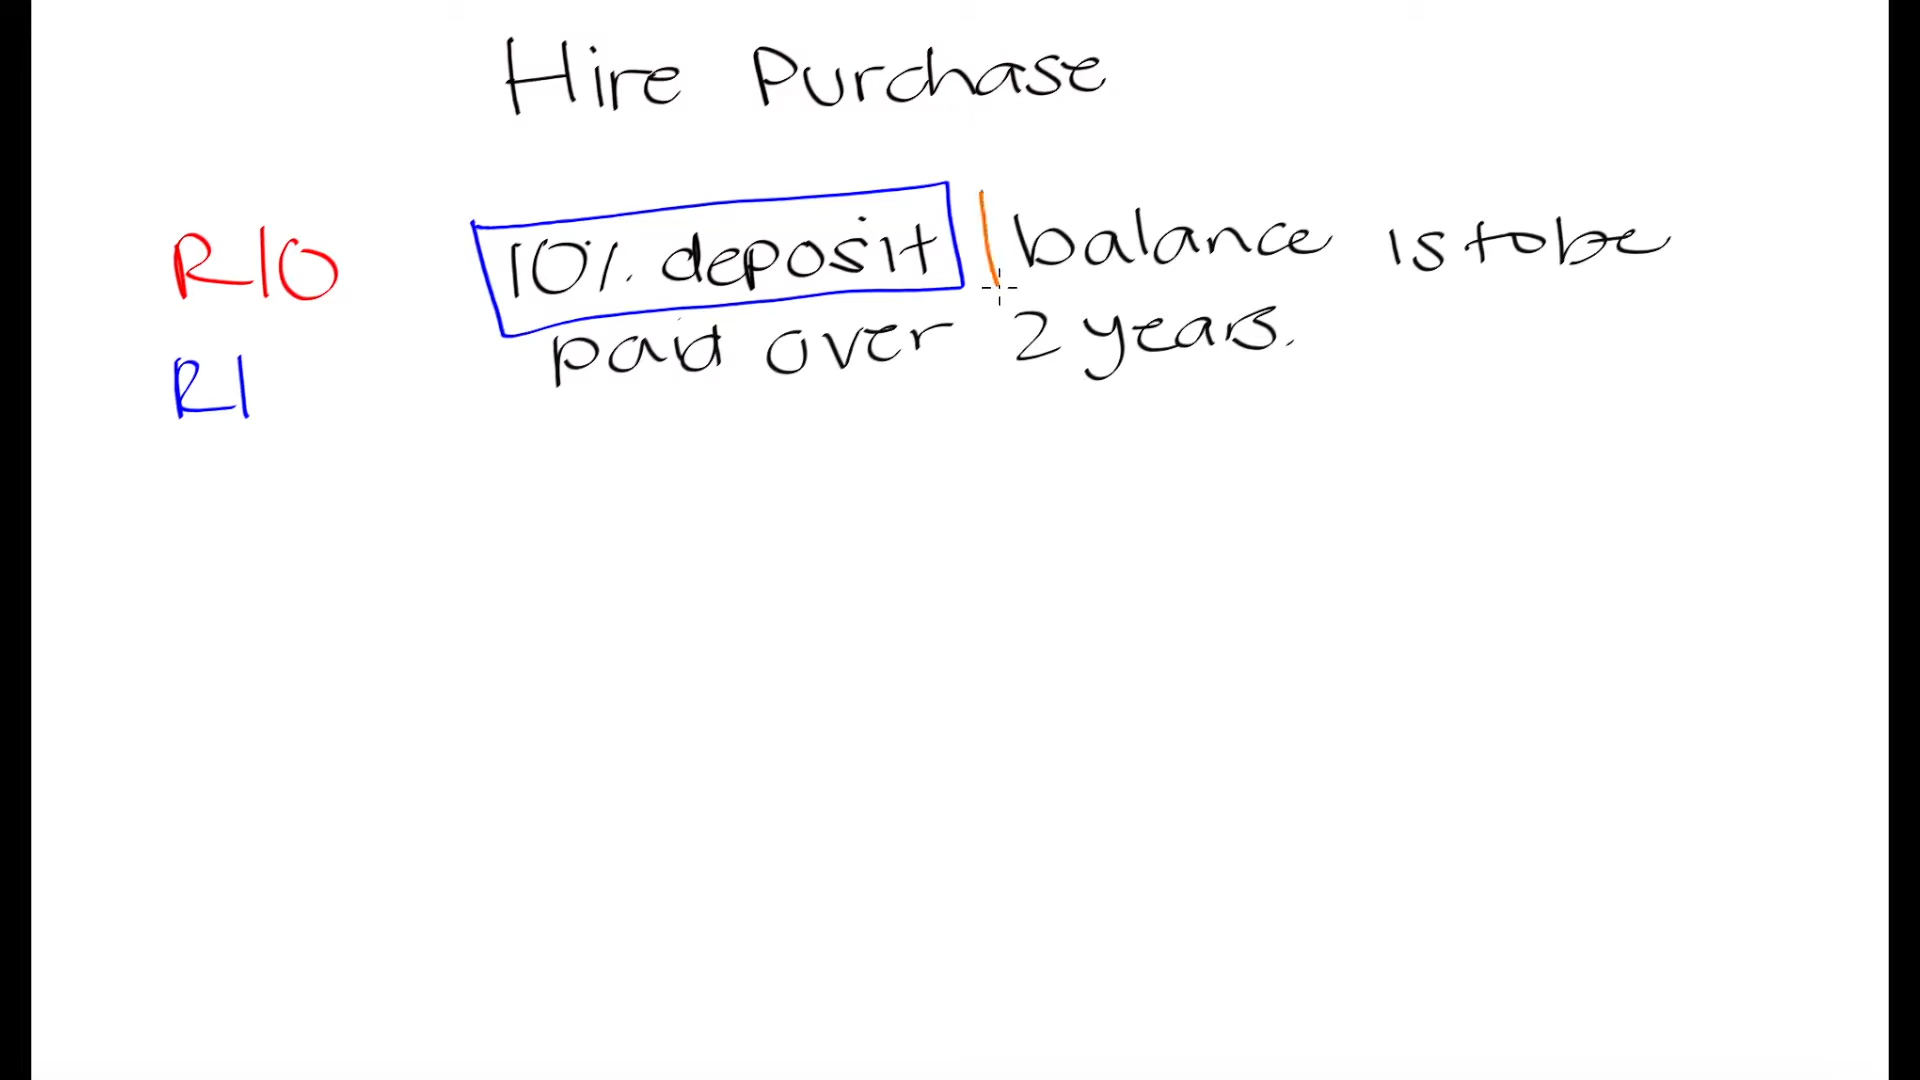 Hire Purchase
R10 10% deposit balance is to be
paid over 2 years.
R1